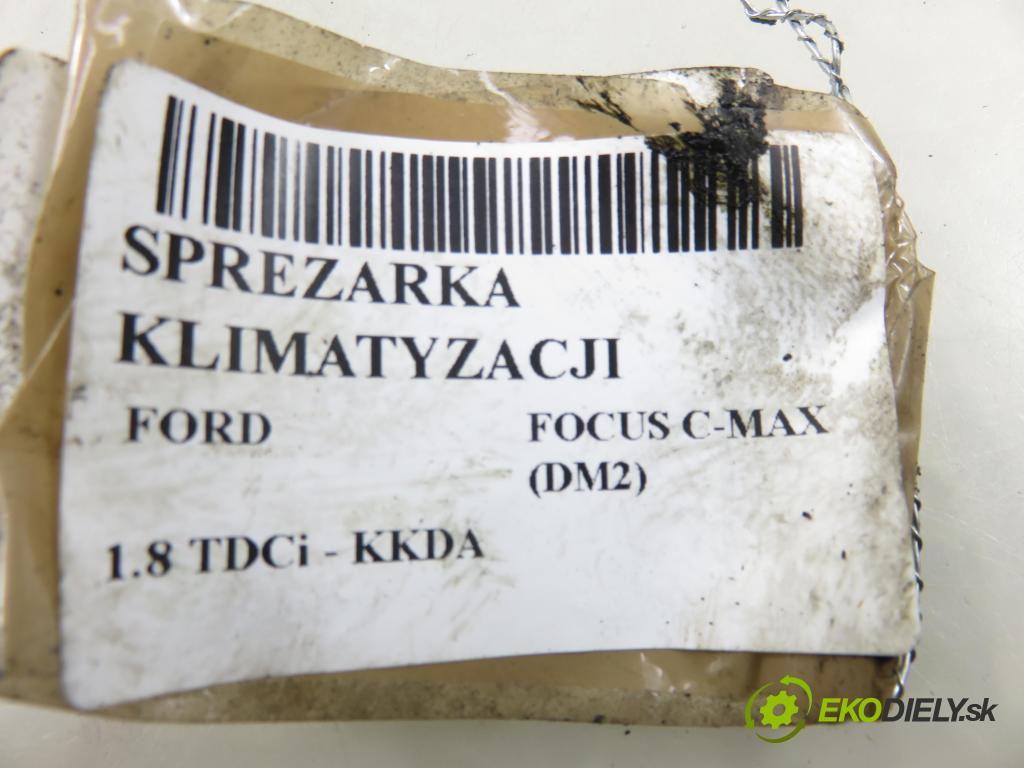 SPREZARKA
KLIMATYZACJI
FORD
FOCUS C-MAX
(DM2)
1.8 TDCi - KKDA
EKODIELY.sk